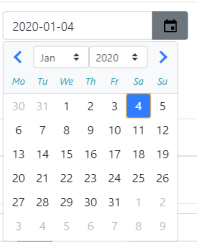 2020-01-04
Jan 2020
Mo Tu We Th Fr Sa Su
30 31 1 2 3 4 5
6 7 8 9 10 11 12
13 14 15 16 17 18 19
20 21 22 23 24 25 26
27 28 29 30 31 1 2
3 4 5 6 7 8 9